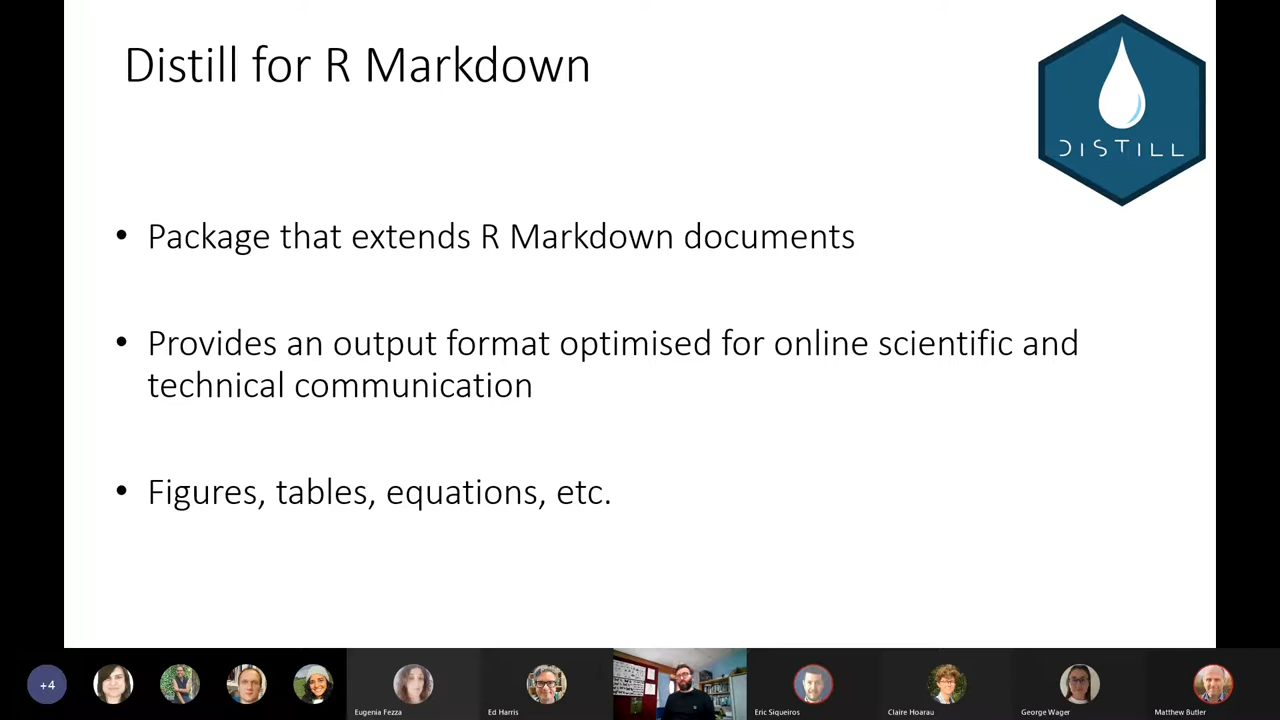 Distill for R Markdown
DISTILL
• Package that extends R Markdown documents
• Provides an output format optimised for online scientific and
technical communication
• Figures, tables, equations, etc.
+4
Eugenia Fezza
Ed Harris
Eric Siqueiros
Claire Hoarau
George Wager
Matthew Butler